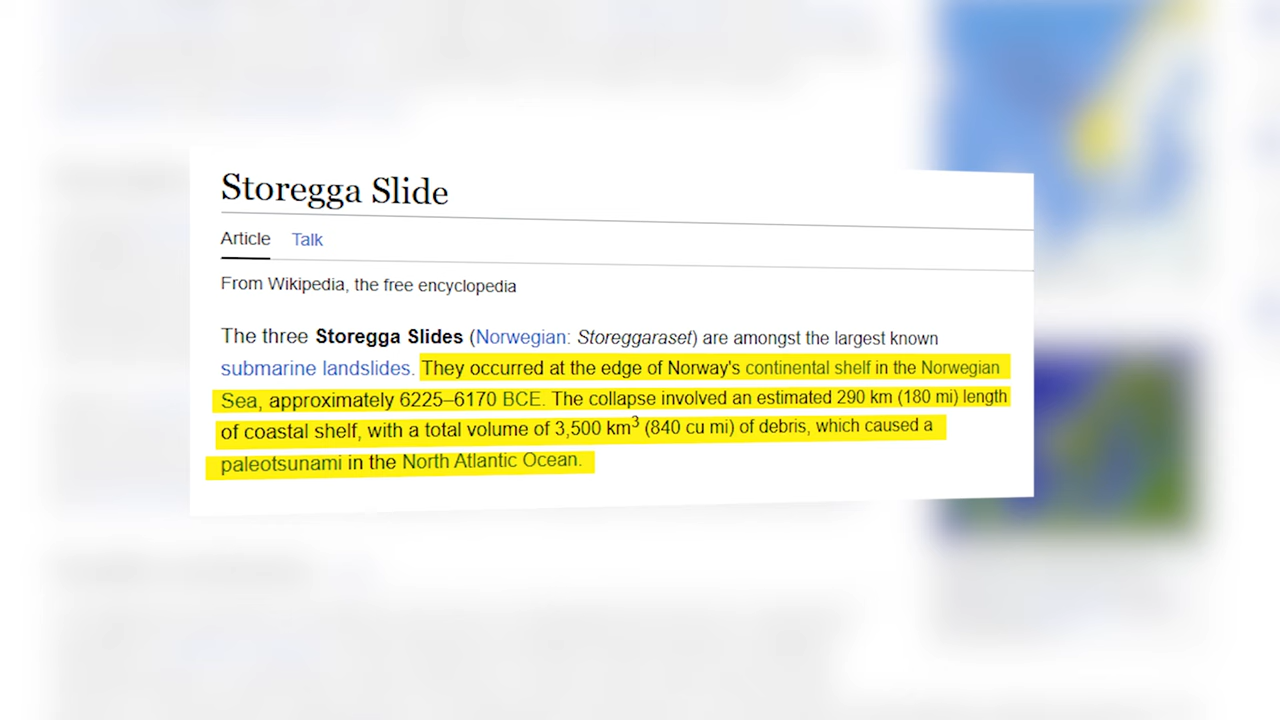 Storegga Slide
Article Talk
From Wikipedia, the free encyclopedia
The three Storegga Slides (Norwegian: Storeggaraset) are amongst the largest known
submarine landslides. They occurred at the edge of Norway's continental shelf in the Norwegian
Sea, approximately 6225–6170 BCE. The collapse involved an estimated 290 km (180 mi) length
of coastal shelf, with a total volume of 3,500 km³ (840 cu mi) of debris, which caused a
paleotsunami in the North Atlantic Ocean.